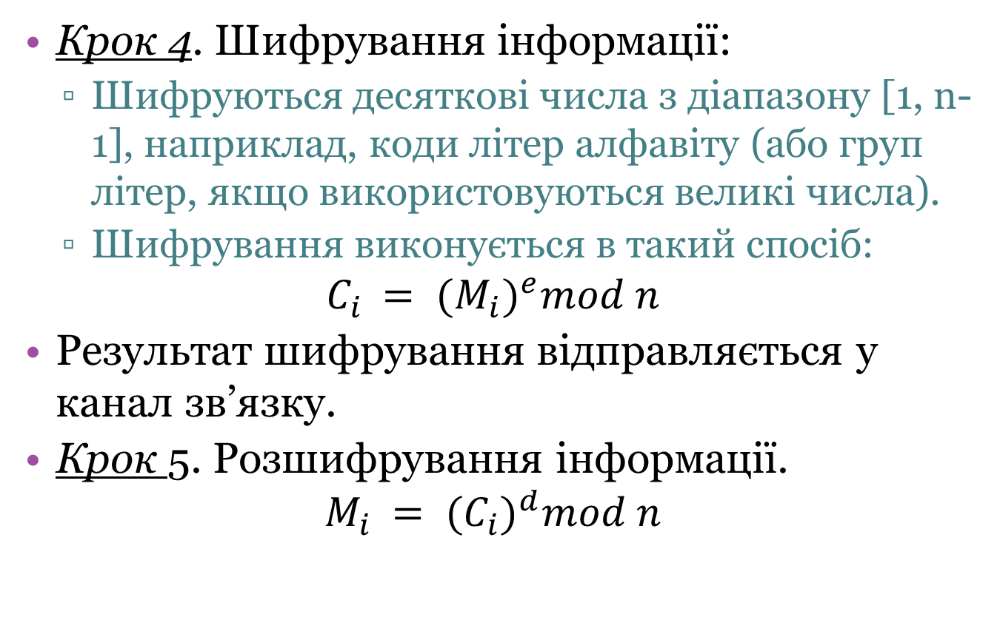 • Крок 4. Шифрування інформації:
▫ Шифруються десяткові числа з діапазону [1, n-
1], наприклад, коди літер алфавіту (або груп
літер, якщо використовуються великі числа).
▫ Шифрування виконується в такий спосіб:
C_i = (M_i)^e mod n
• Результат шифрування відправляється у
канал зв’язку.
• Крок 5. Розшифрування інформації.
M_i = (C_i)^d mod n